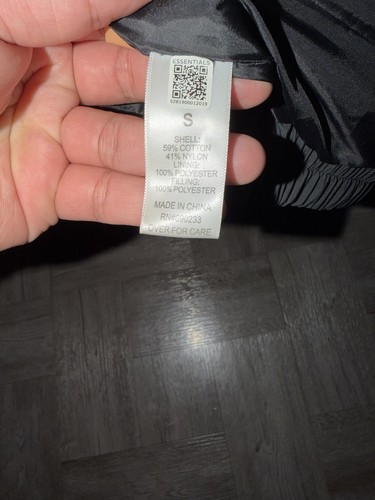 ESSENTIALS
S
SHELL:
59% COTTON
41% NYLON
LINING:
100% POLYESTER
FILLING:
100% POLYESTER
MADE IN CHINA
OVER FOR CARE